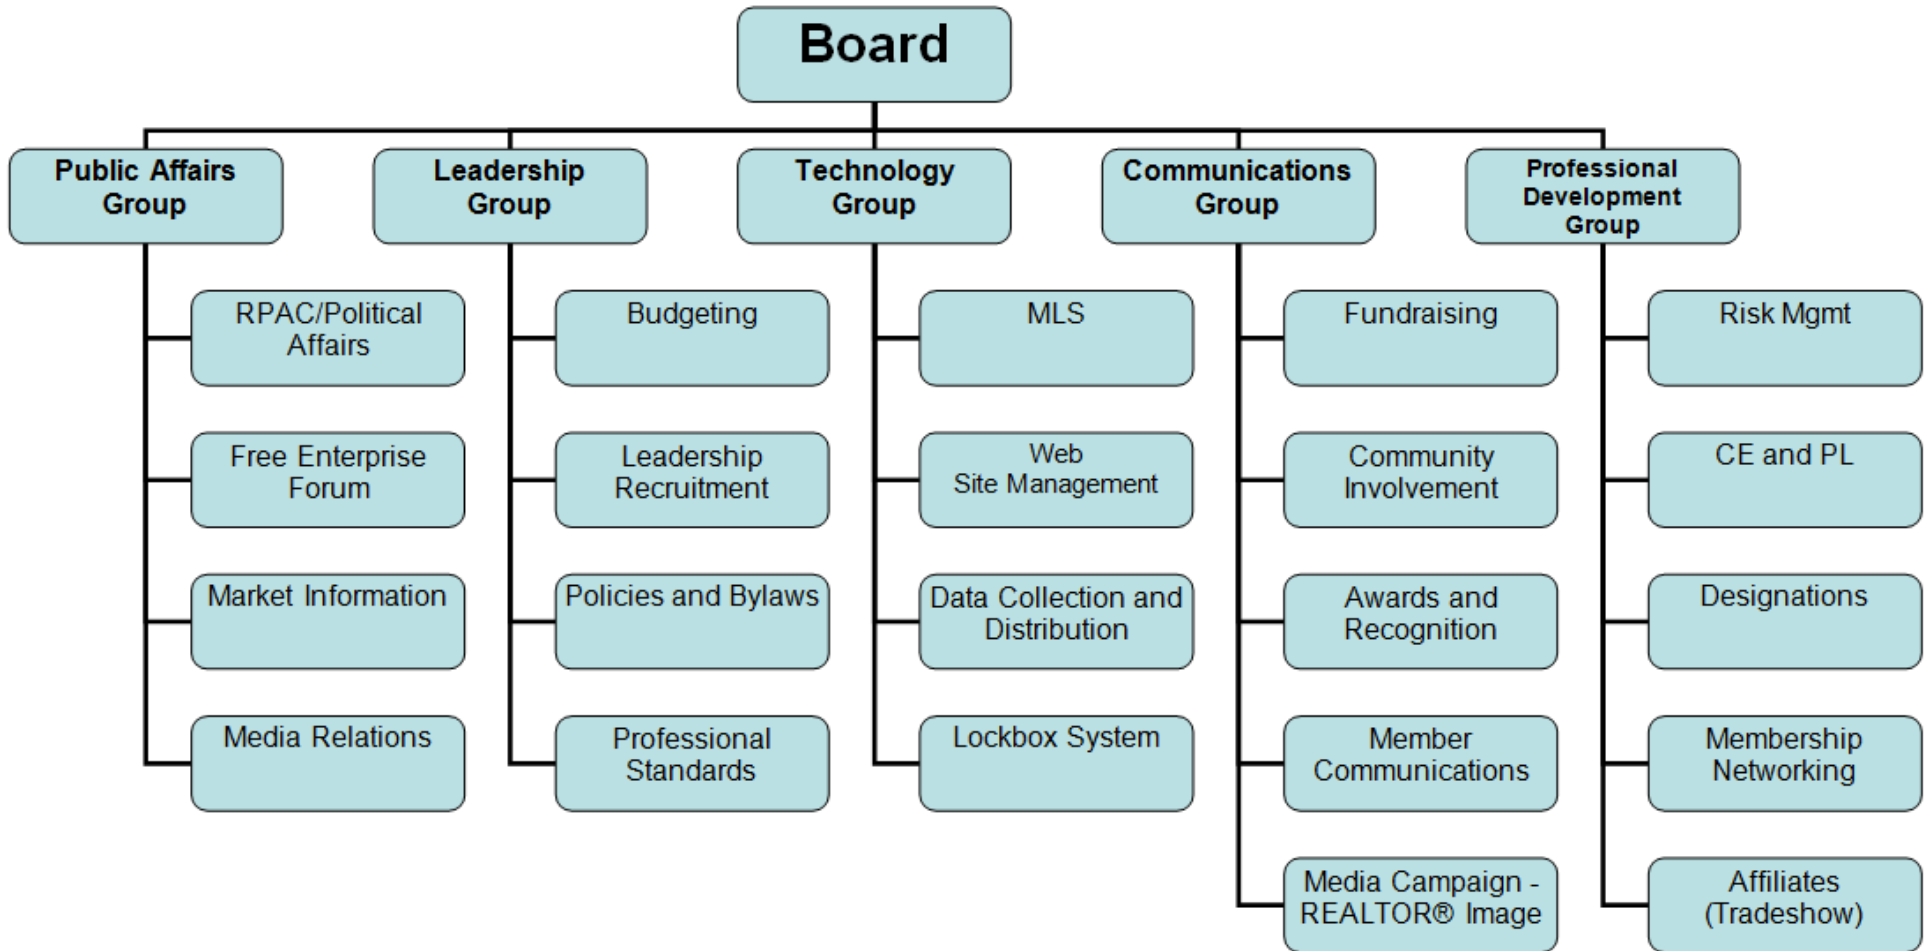 Board
Public Affairs
Group
Leadership
Group
Technology
Group
Communications
Group
Professional
Development
Group
RPAC/Political
Affairs
Free Enterprise
Forum
Market Information
Media Relations
Budgeting
Leadership
Recruitment
Policies and Bylaws
Professional
Standards
MLS
Web
Site Management
Data Collection and
Distribution
Lockbox System
Fundraising
Community
Involvement
Awards and
Recognition
Member
Communications
Media Campaign -
REALTOR® Image
Risk Mgmt
CE and PL
Designations
Membership
Networking
Affiliates
(Tradeshow)